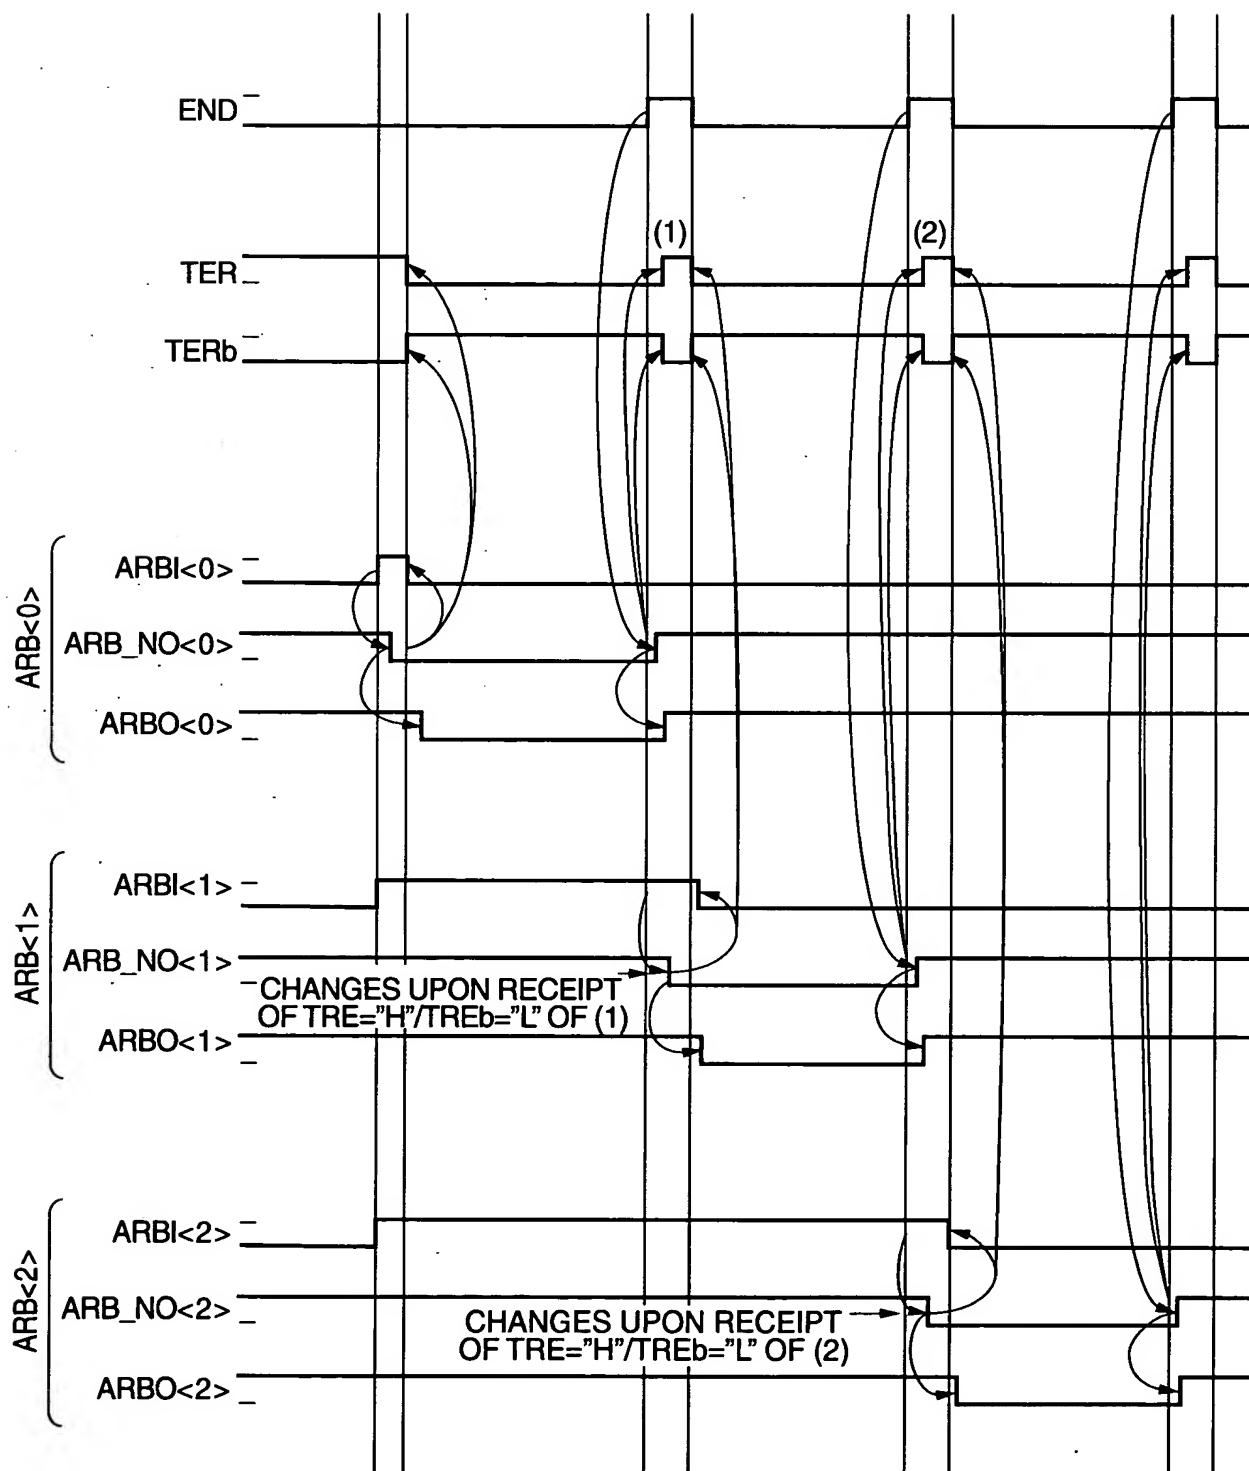 END
(1)
(2)
TER
TERb
ARB<0>
ARBI<0>
ARB_NO<0>
ARBO<0>
ARB<1>
ARBI<1>
ARB_NO<1>
CHANGES UPON RECEIPT
OF TRE="H"/TREb="L" OF (1)
ARBO<1>
ARB<2>
ARBI<2>
ARB_NO<2>
CHANGES UPON RECEIPT
OF TRE="H"/TREb="L" OF (2)
ARBO<2>